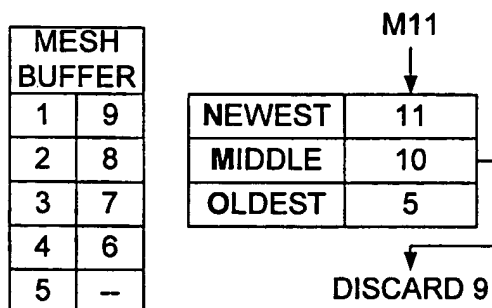 MESH
BUFFER
1 9
2 8
3 7
4 6
5 --
M11
NEWEST 11
MIDDLE 10
OLDEST 5
DISCARD 9